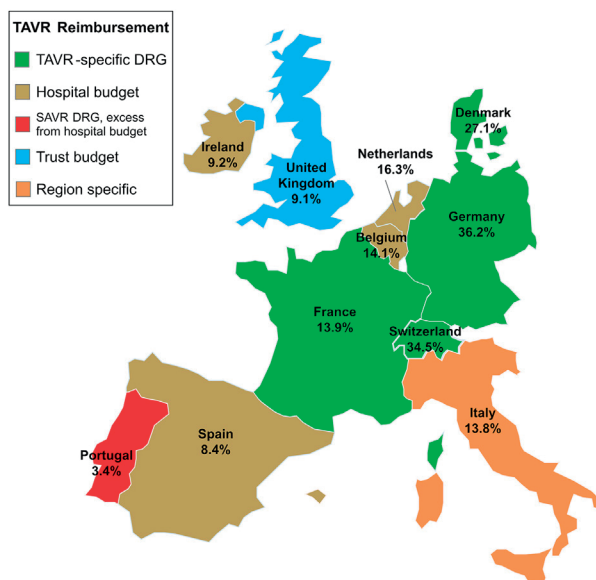 TAVR Reimbursement
TAVR-specific DRG
Hospital budget
SAVR DRG, excess
from hospital budget
Trust budget
Region specific
Denmark
27.1%
Ireland
9.2%
United
Kingdom
9.1%
Netherlands
16.3%
Germany
36.2%
Belgium
14.1%
France
13.9%
Switzerland
34.5%
Italy
13.8%
Spain
8.4%
Portugal
3.4%